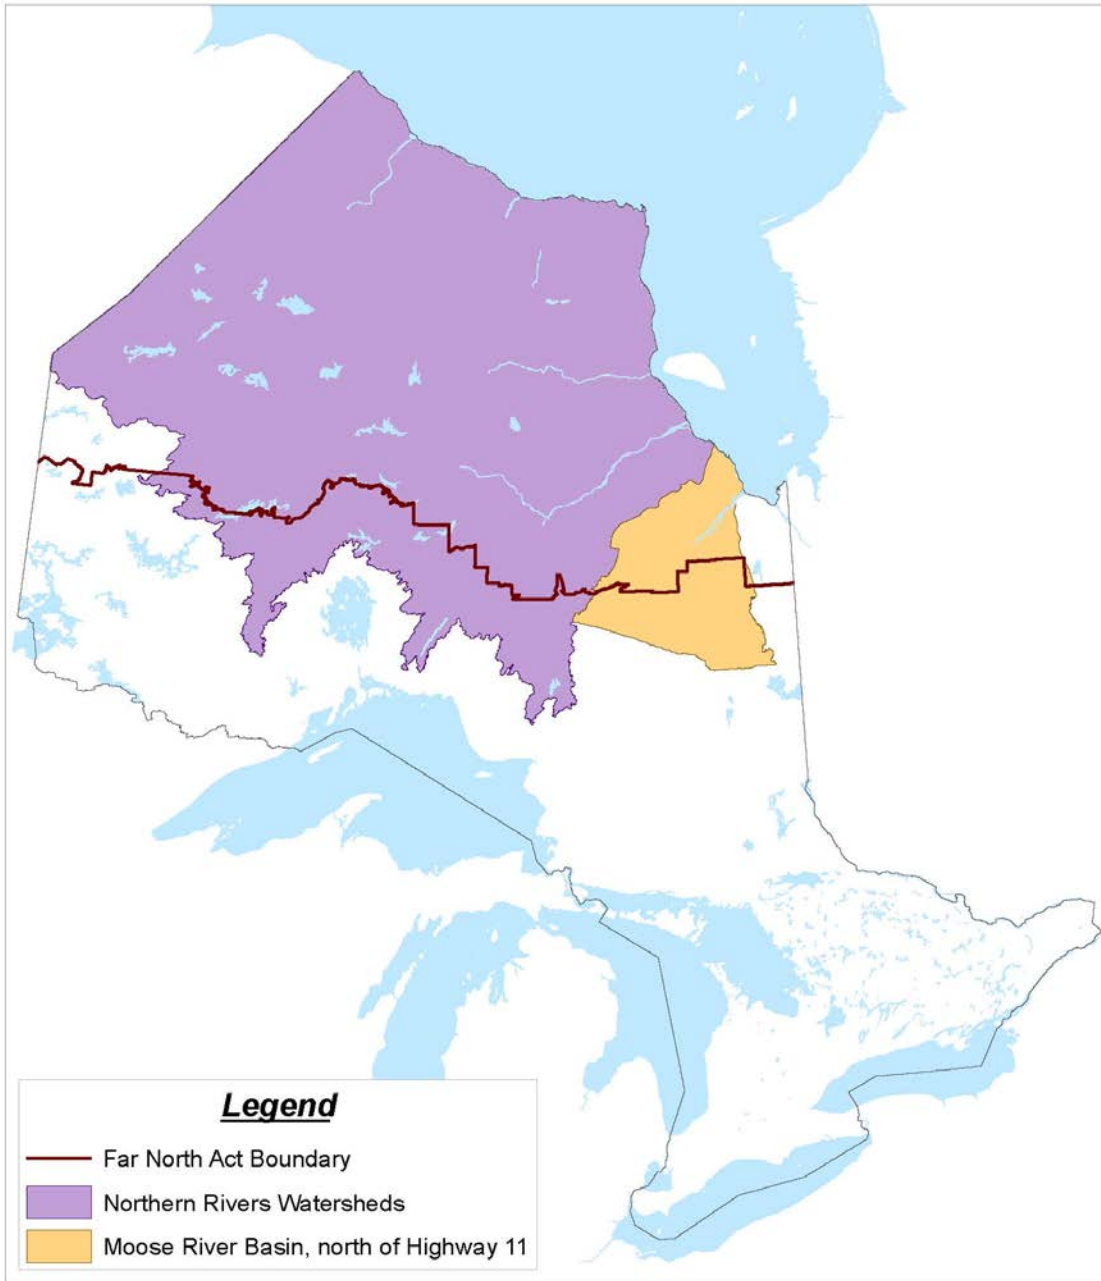 Legend
Far North Act Boundary
Northern Rivers Watersheds
Moose River Basin, north of Highway 11